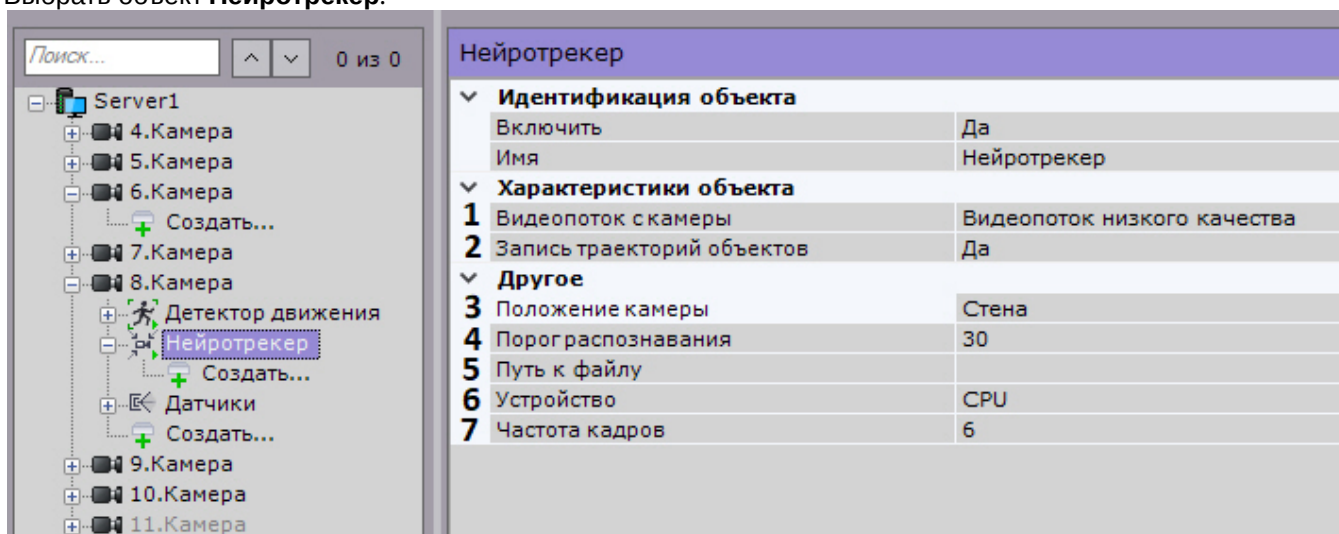 Выбрать объект Нейротрекер.
Поиск...
0 из 0
Server1
4.Камера
5.Камера
6.Камера
Создать...
7.Камера
8.Камера
Детектор движения
Нейротрекер
Создать...
Датчики
Создать...
9.Камера
10.Камера
11.Камера
Нейротрекер
Идентификация объекта
Включить Да
Имя Нейротрекер
Характеристики объекта
1 Видеопоток с камеры Видеопоток низкого качества
2 Запись траекторий объектов Да
Другое
3 Положение камеры Стена
4 Порог распознавания 30
5 Путь к файлу
6 Устройство CPU
7 Частота кадров 6